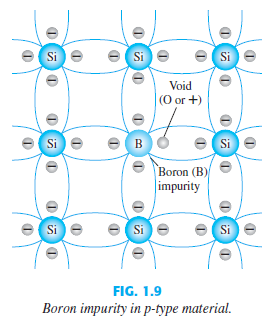 Si Si Si
Void
(O or +)
Si B Si
Boron (B)
impurity
Si Si Si
FIG. 1.9
Boron impurity in p-type material.